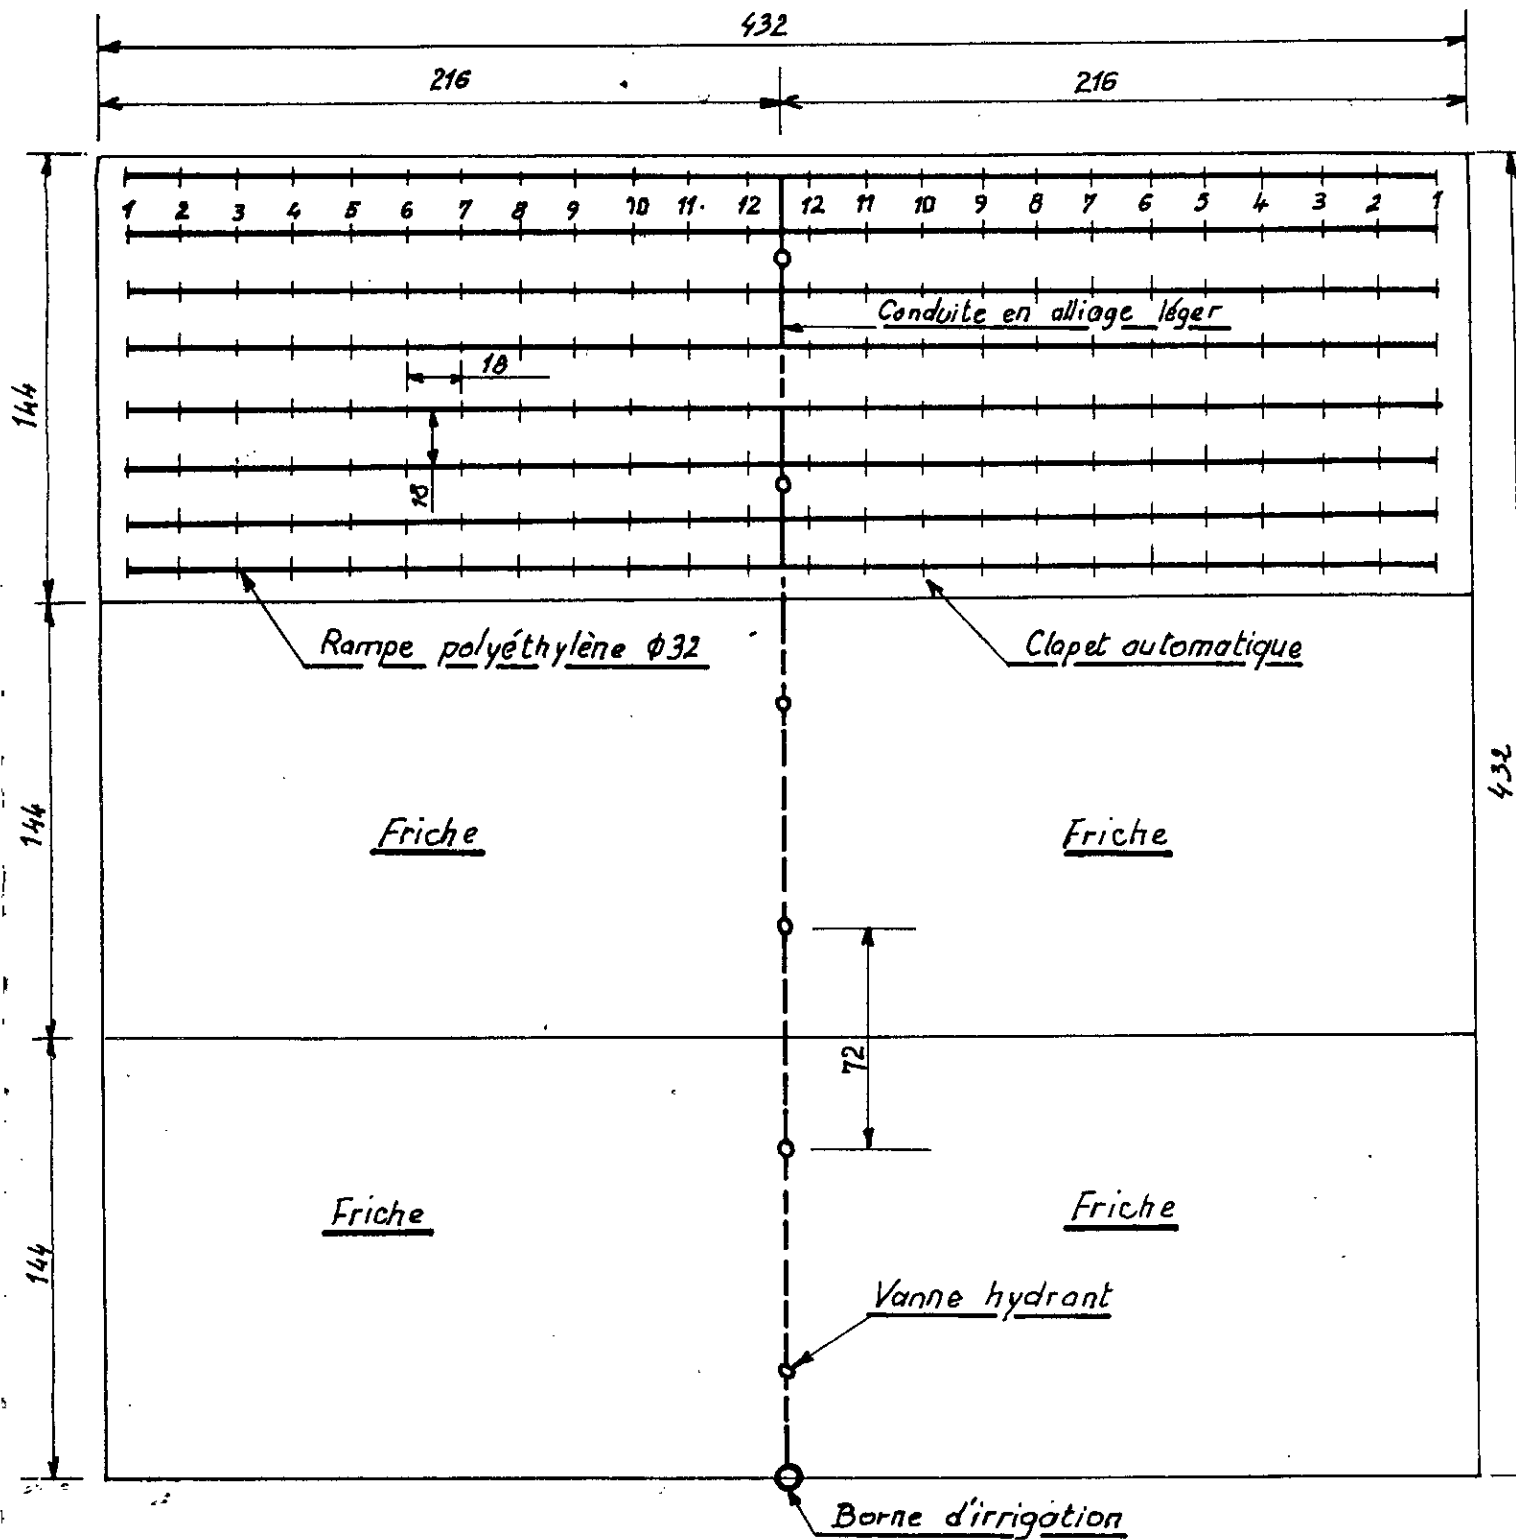 432
216 216
1 2 3 4 5 6 7 8 9 10 11. 12 12 11 10 9 8 7 6 5 4 3 2 1
Conduite en alliage léger
18
144
18
Rampe polyéthylène Φ32
Clapet automatique
432
144
Friche Friche
72
Friche Friche
144
Vanne hydrant
Borne d'irrigation